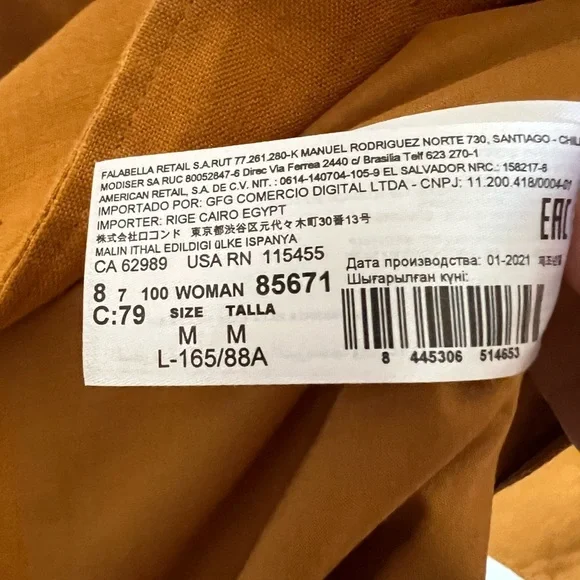 FALABELLA RETAIL S.A.RUT 77.261.280-K MANUEL RODRIGUEZ NORTE 730, SANTIAGO - CHIL
MODISER SA RUC 80052847-6 Direc Via Ferrea 2440 c/ Brasilia Telf 623 270-1
AMERICAN RETAIL, S.A. DE C.V. NIT. : 0614-140704-105-9 EL SALVADOR NRC.: 158217-6
IMPORTADO POR: GFG COMERCIO DIGITAL LTDA - CNPJ: 11.200.418/0004-01
IMPORTER: RIGE CAIRO EGYPT
株式会社ロコンド 東京都渋谷区元代々木町30番13号
MALIN ITHAL EDILDIGI ÜLKE ISPANYA
CA 62989 USA RN 115455
EAC
Дата производства: 01-2021 제조년월
Шығарылған күні:
8 7 100 WOMAN 85671
C:79 SIZE TALLA
M M
L-165/88A
8 445306 514653